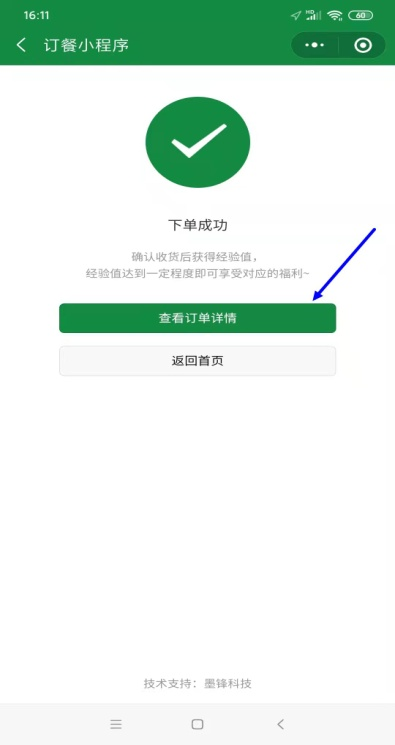 16:11
HD
60
订餐小程序
下单成功
确认收货后获得经验值，
经验值达到一定程度即可享受对应的福利~
查看订单详情
返回首页
技术支持：墨锋科技